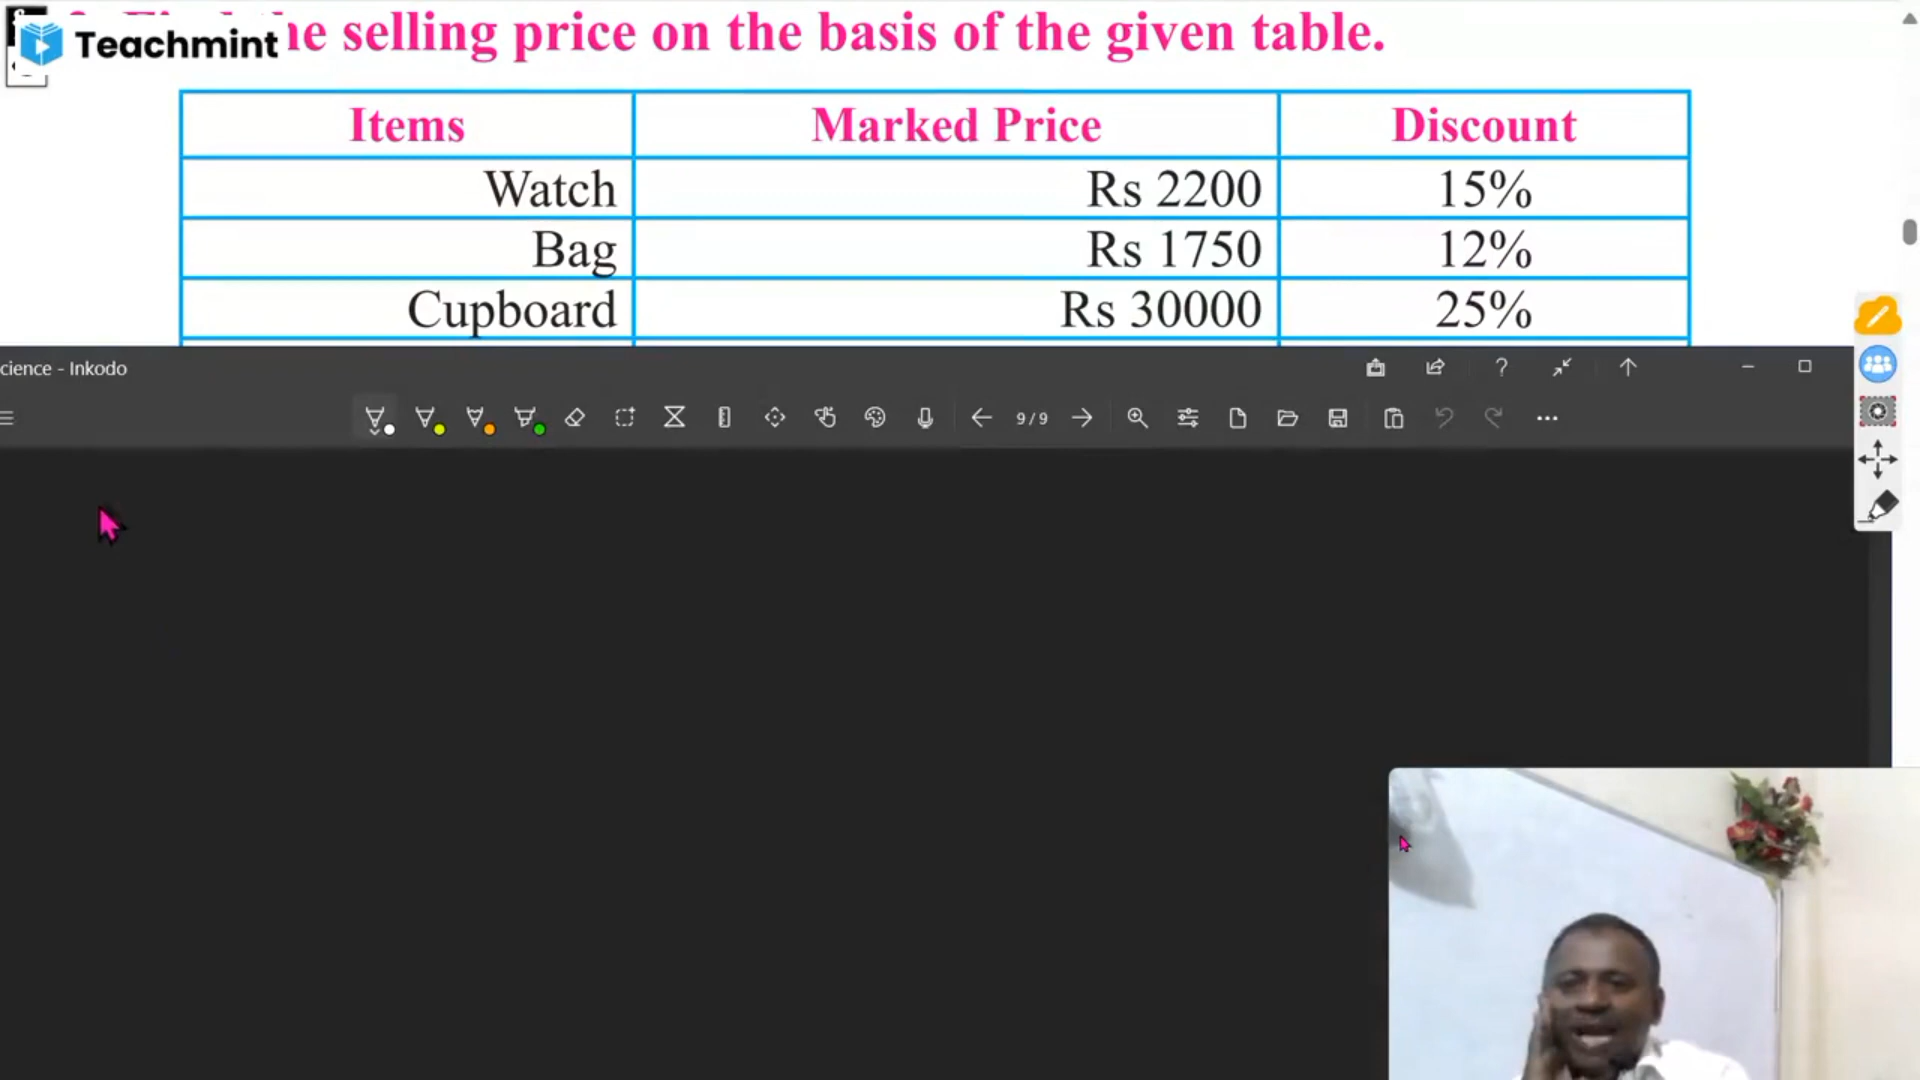 Teachmint
he selling price on the basis of the given table.
Items Marked Price Discount
Watch Rs 2200 15%
Bag Rs 1750 12%
Cupboard Rs 30000 25%
cience - Inkodo
9/9